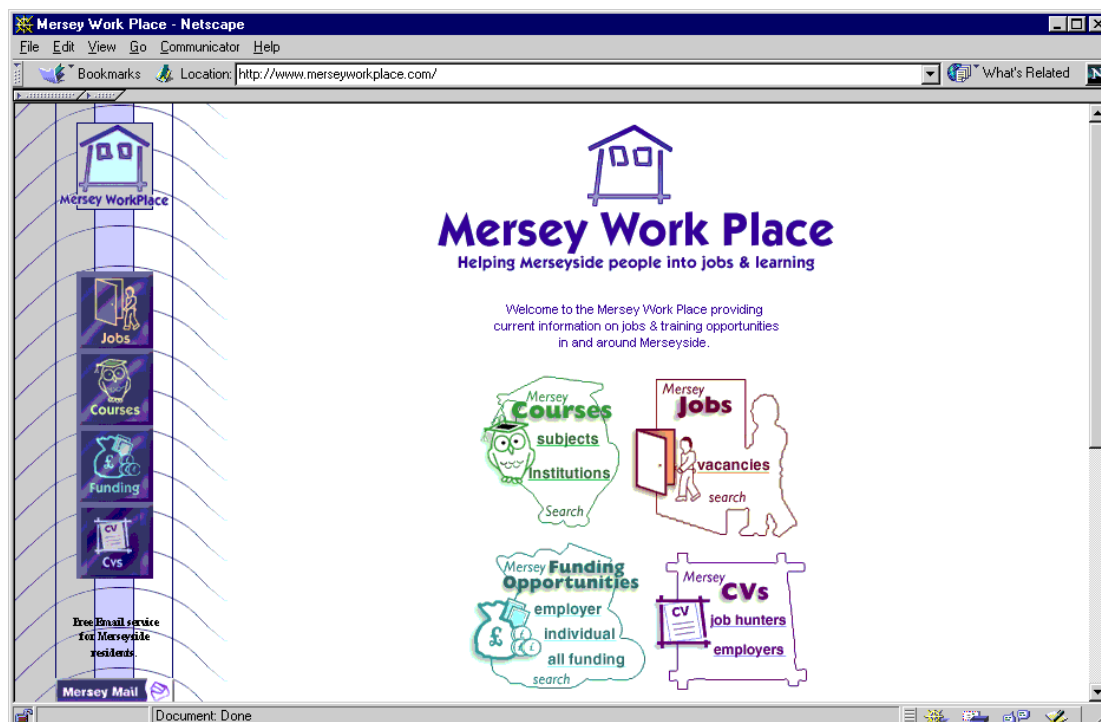 Mersey Work Place - Netscape
File Edit View Go Communicator Help
Bookmarks Location: http://www.merseyworkplace.com/ What's Related N
Mersey WorkPlace
Jobs
Courses
£
Funding
CV
Cvs
Free Email service
for Merseyside
residents.
Mersey Mail
Mersey Work Place
Helping Merseyside people into jobs & learning
Welcome to the Mersey Work Place providing
current information on jobs & training opportunities
in and around Merseyside.
Mersey
Courses
subjects
Institutions
Search
Mersey
Jobs
vacancies
search
Mersey Funding
Opportunities
£
employer
individual
all funding
search
Mersey
CVs
CV
job hunters
employers
Document: Done